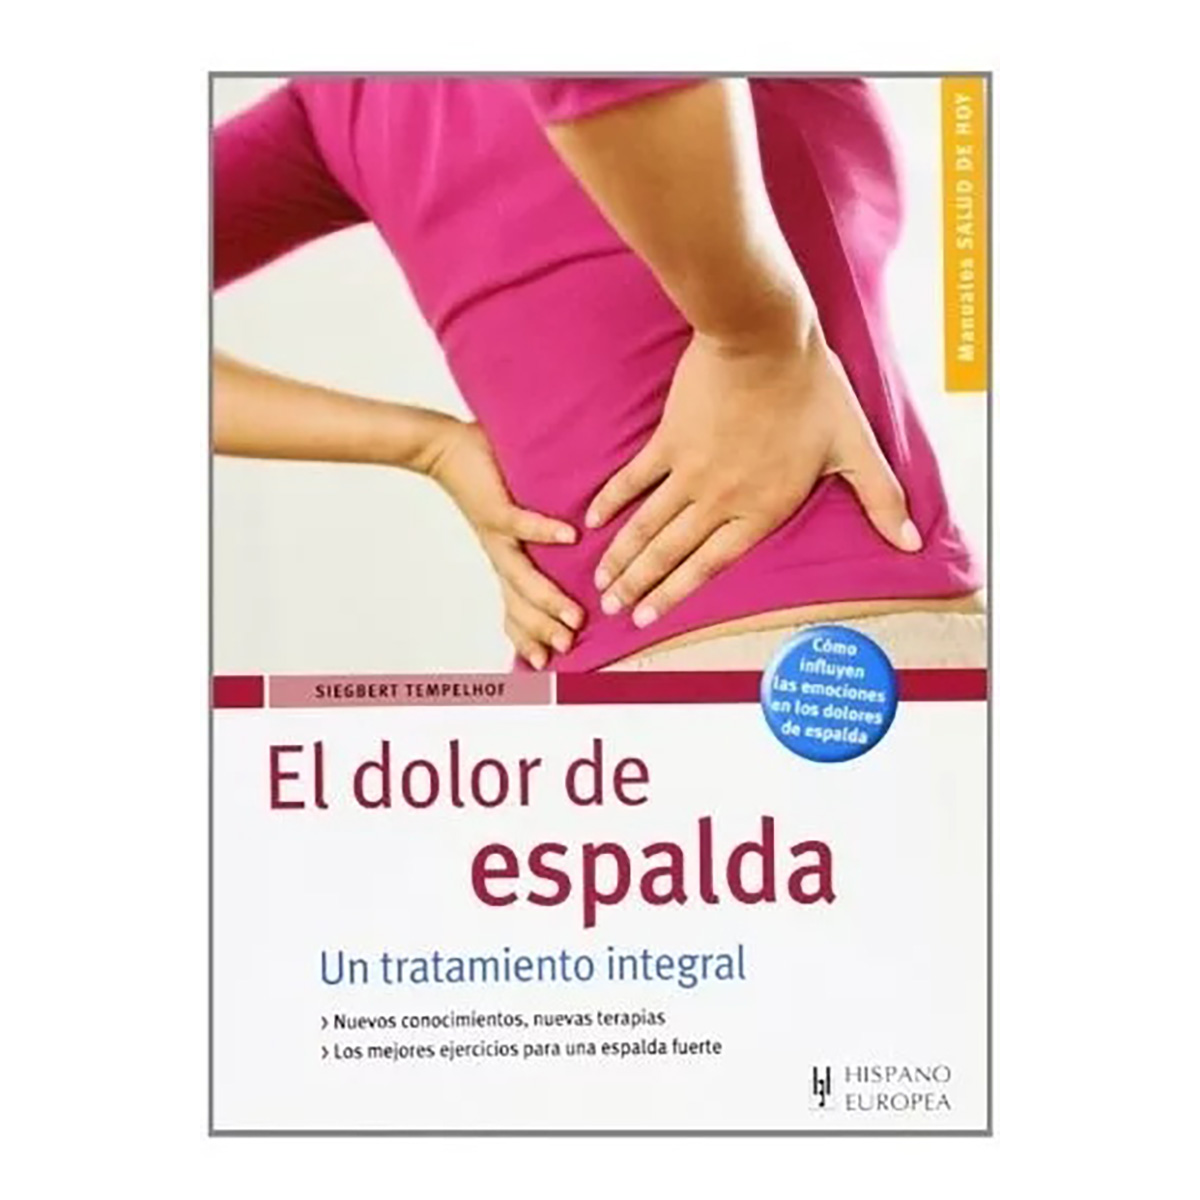 Manuales SALUD DE HOY
SIEGBERT TEMPELHOF
Cómo
influyen
las emociones
en los dolores
de espalda
El dolor de
espalda
Un tratamiento integral
› Nuevos conocimientos, nuevas terapias
› Los mejores ejercicios para una espalda fuerte
HISPANO
EUROPEA